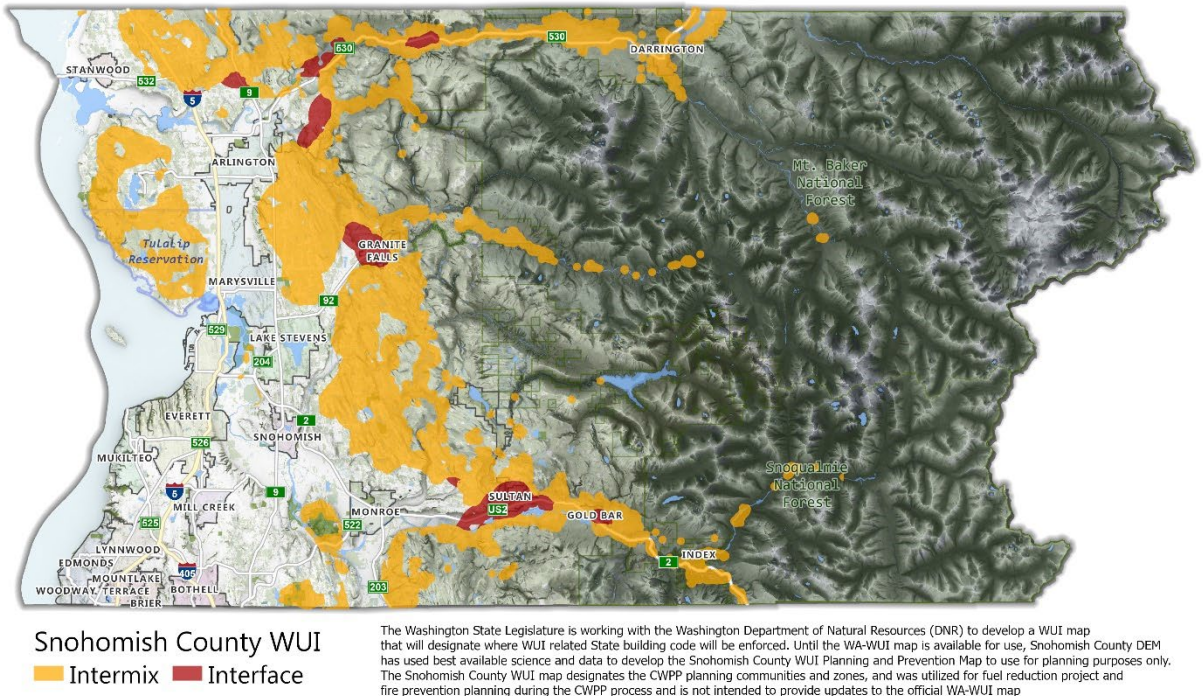 530
530
DARRINGTON
STANWOOD
532
5
9
ARLINGTON
Mt. Baker
National
Forest
Tulalip
Reservation
GRANITE
FALLS
MARYSVILLE
92
529
LAKE STEVENS
204
EVERETT
2
SNOHOMISH
526
MUKILTEO
Snoqualmie
National
Forest
5
9
SULTAN
US2
MILL CREEK
MONROE
GOLD BAR
525
522
LYNNWOOD
INDEX
EDMONDS
2
MOUNTLAKE
405
WOODWAY TERRACE
BOTHELL
203
BRIER
Snohomish County WUI
Intermix
Interface
The Washington State Legislature is working with the Washington Department of Natural Resources (DNR) to develop a WUI map
that will designate where WUI related State building code will be enforced. Until the WA-WUI map is available for use, Snohomish County DEM
has used best available science and data to develop the Snohomish County WUI Planning and Prevention Map to use for planning purposes only.
The Snohomish County WUI map designates the CWPP planning communities and zones, and was utilized for fuel reduction project and
fire prevention planning during the CWPP process and is not intended to provide updates to the official WA-WUI map